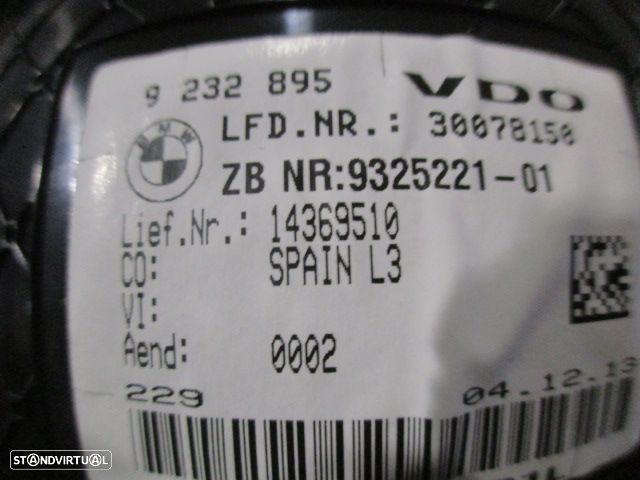 9 232 895 VDO
BMW
LFD.NR.: 30078150
ZB NR:9325221-01
Lief.Nr.: 14369510
CO: SPAIN L3
VI:
Aend: 0002
229 04.12.13
STANDVIRTUAL